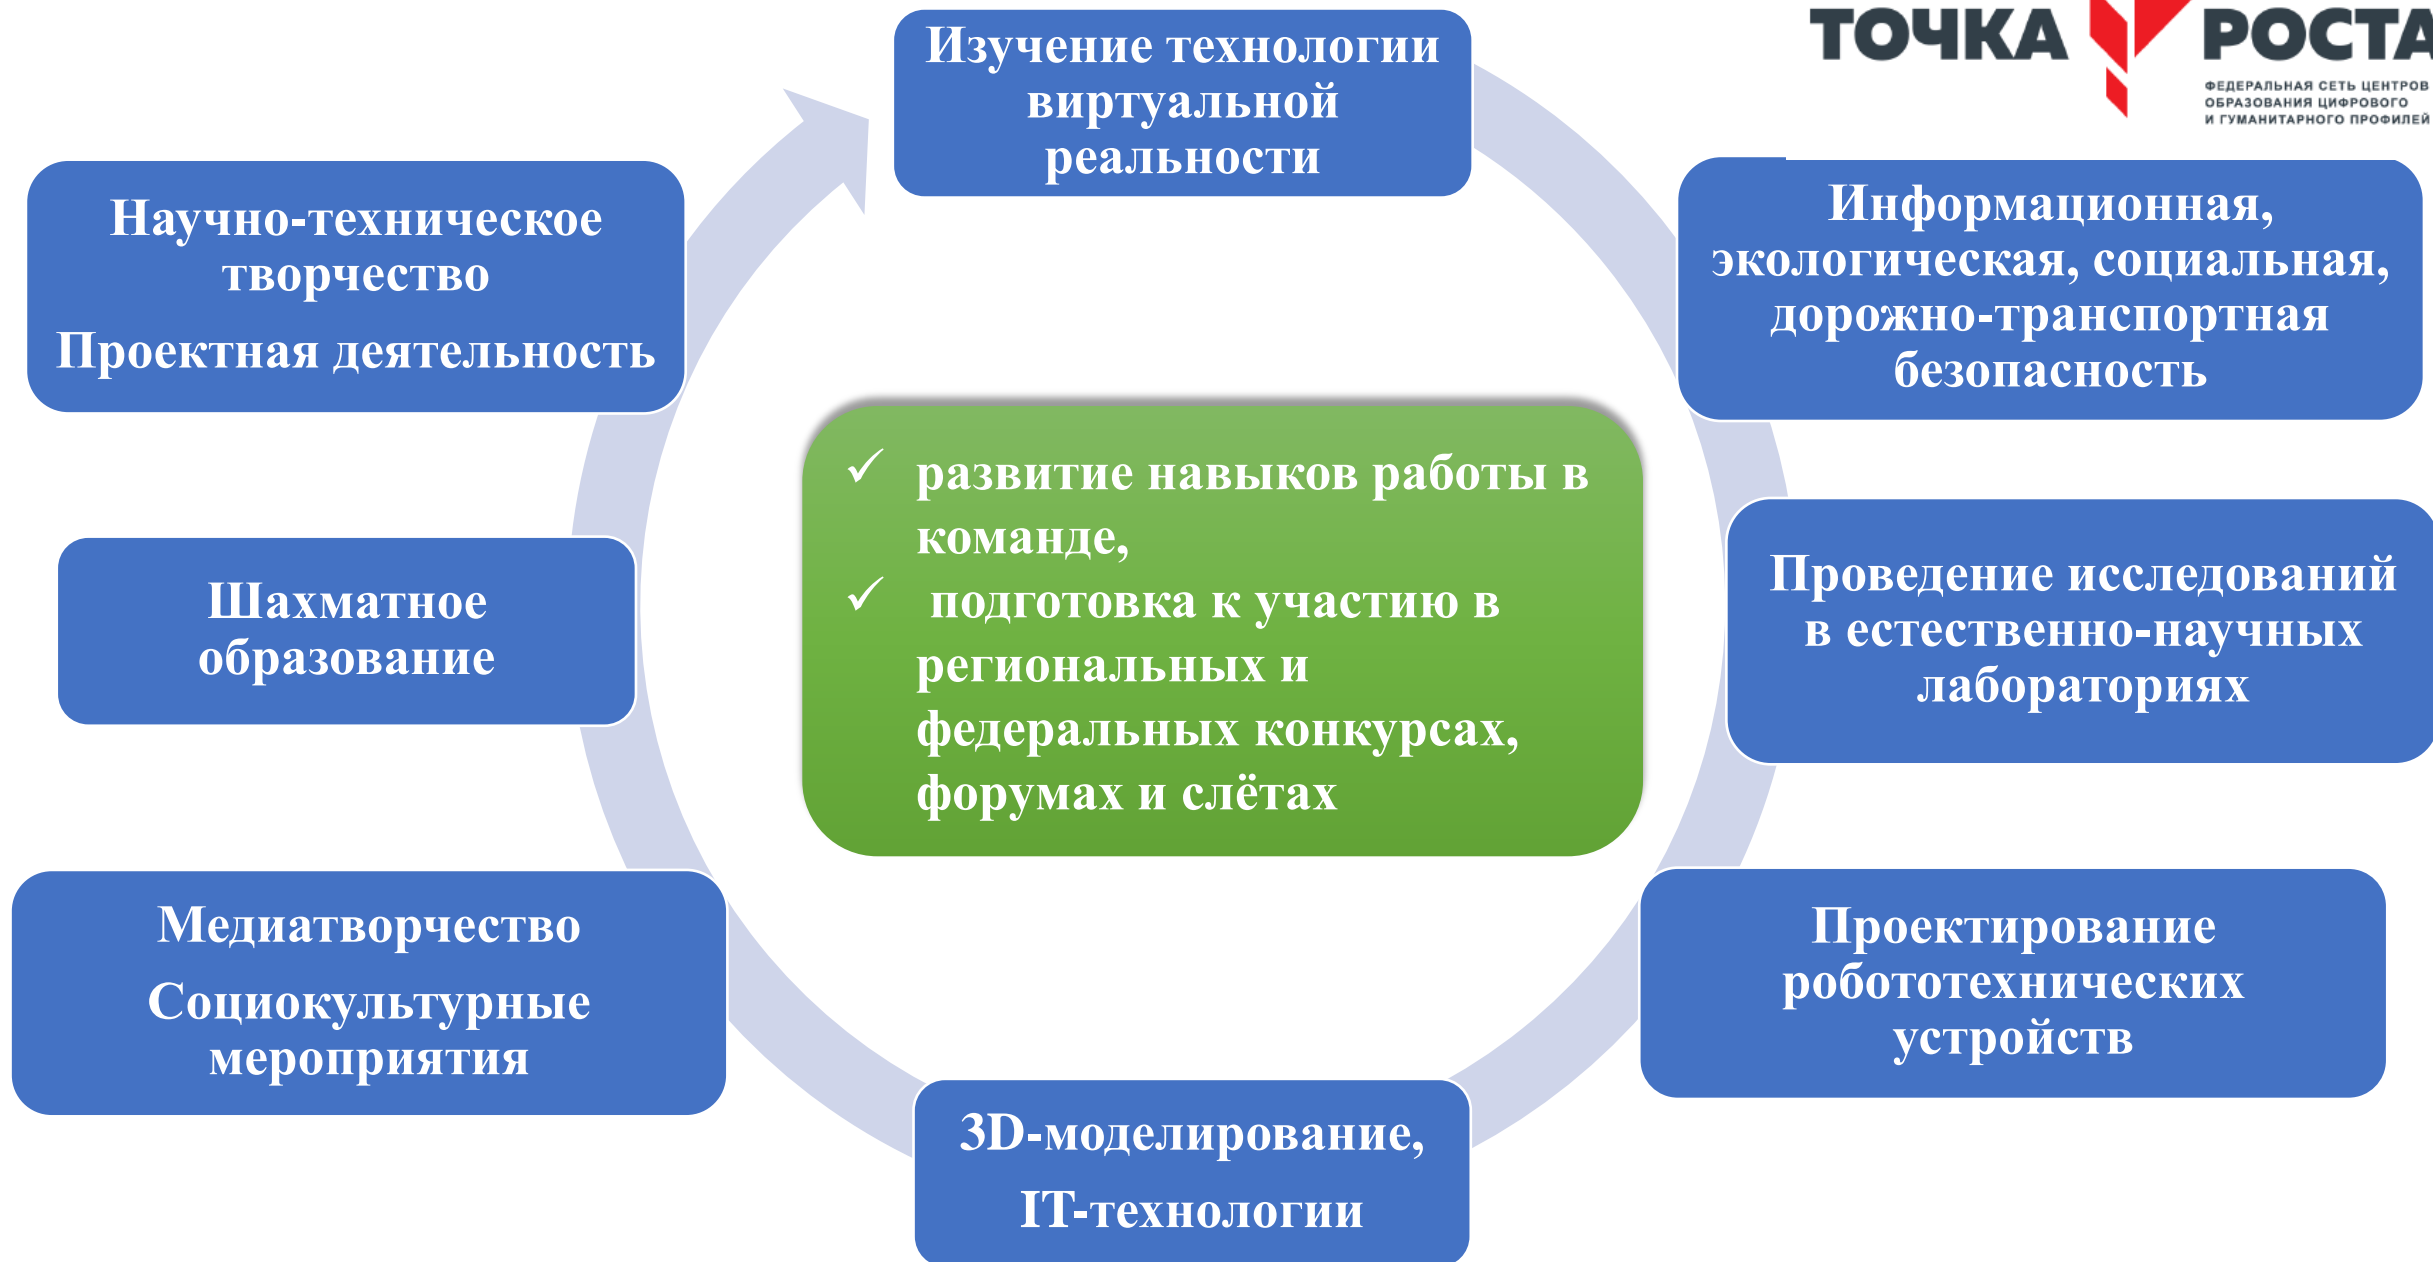 ТОЧКА РОСТА
ФЕДЕРАЛЬНАЯ СЕТЬ ЦЕНТРОВ
ОБРАЗОВАНИЯ ЦИФРОВОГО
И ГУМАНИТАРНОГО ПРОФИЛЕЙ
Изучение технологии
виртуальной
реальности
Информационная,
экологическая, социальная,
дорожно-транспортная
безопасность
Проведение исследований
в естественно-научных
лабораториях
Проектирование
робототехнических
устройств
3D-моделирование,
IT-технологии
Медиатворчество
Социокультурные
мероприятия
Шахматное
образование
Научно-техническое
творчество
Проектная деятельность
✓ развитие навыков работы в
команде,
✓ подготовка к участию в
региональных и
федеральных конкурсах,
форумах и слётах